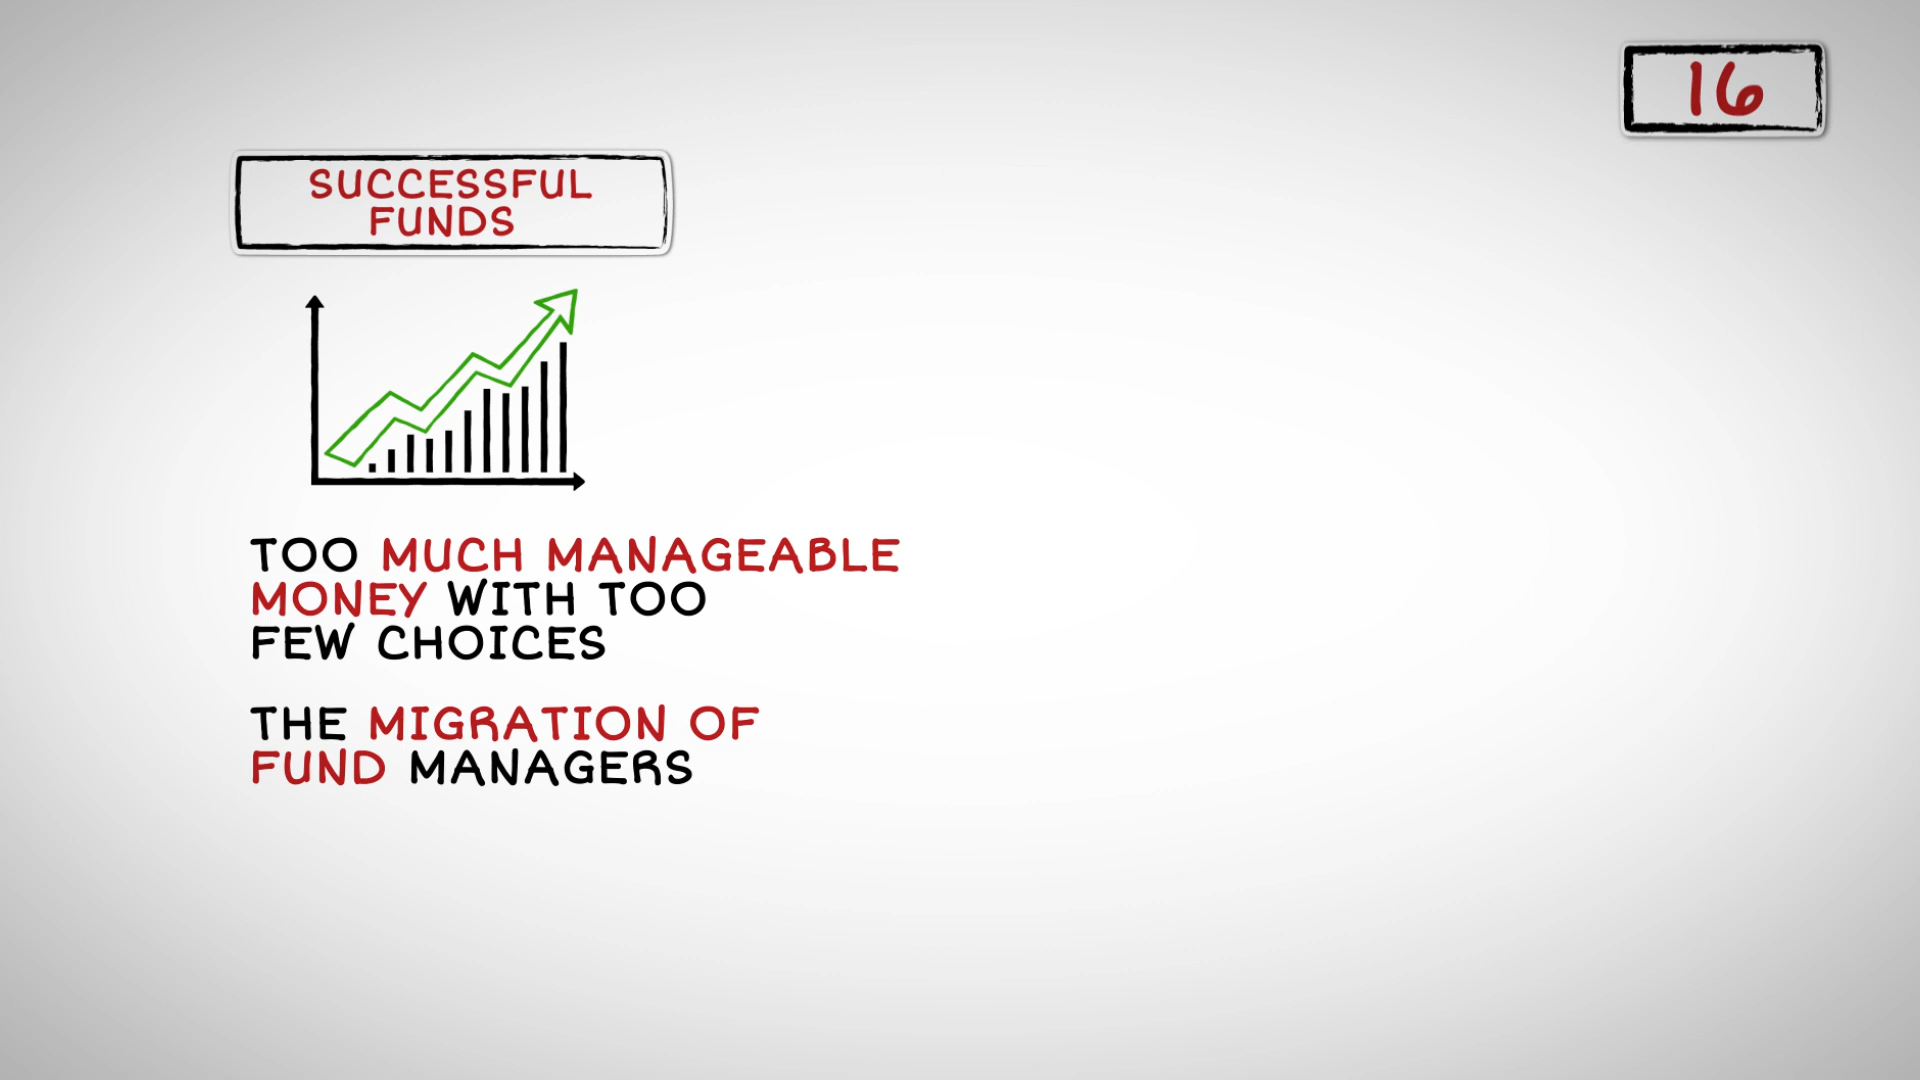 16
SUCCESSFUL
FUNDS
TOO MUCH MANAGEABLE
MONEY WITH TOO
FEW CHOICES
THE MIGRATION OF
FUND MANAGERS